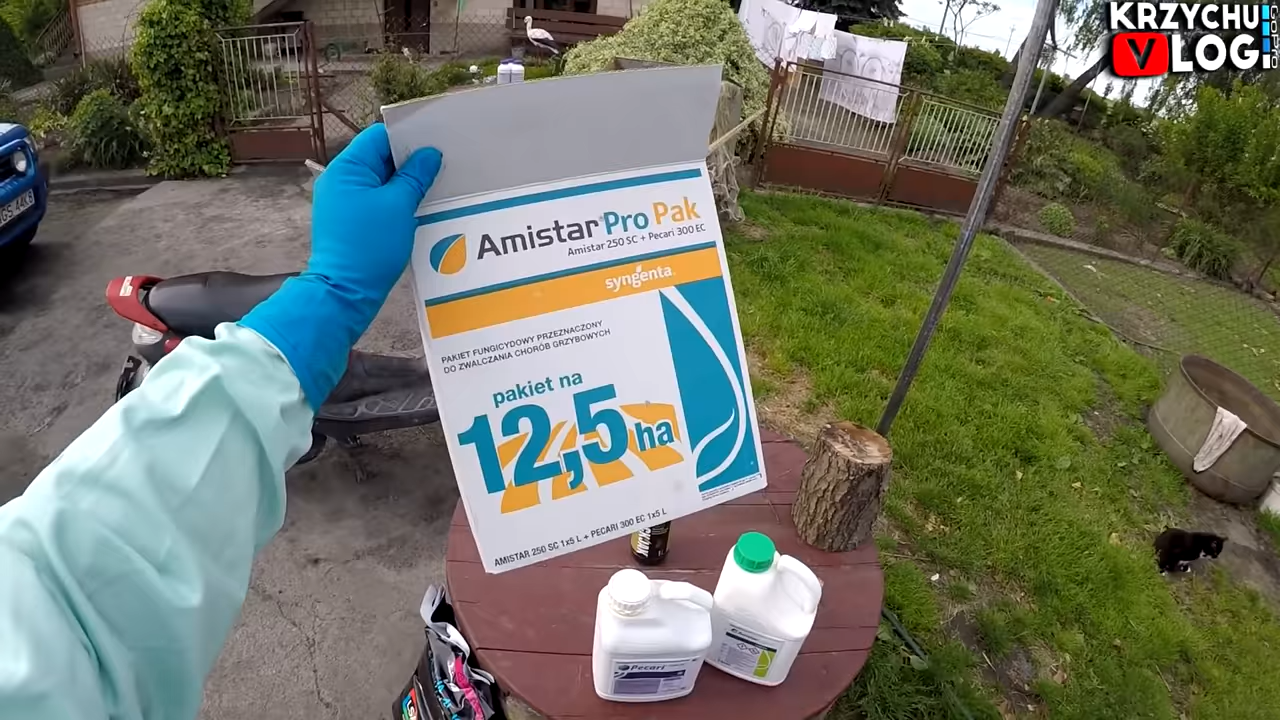 KRZYCHU
VLOG!
Amistar®Pro Pak
Amistar 250 SC + Pecari 300 EC
syngenta
PAKIET FUNGICYDOWY PRZEZNACZONY
DO ZWALCZANIA CHORÓB GRZYBOWYCH
pakiet na
12,5 ha
AMISTAR 250 SC 1x5 L + PECARI 300 EC 1x5 L
Pecari